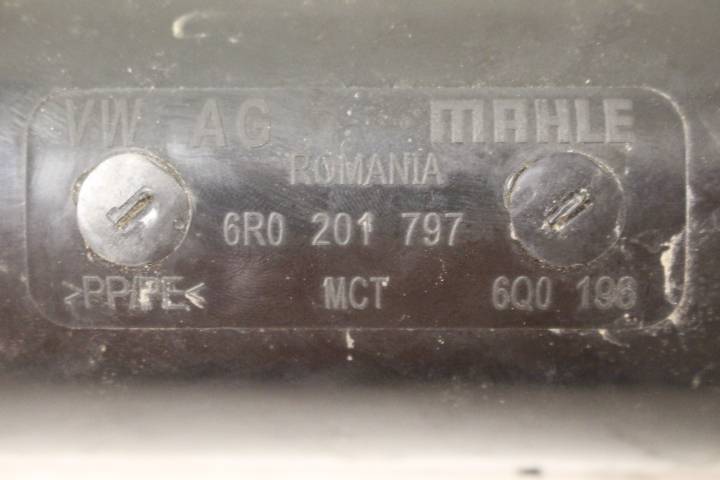 VW AG MAHLE
ROMANIA
6R0 201 797
>PP/PE< MCT 6Q0 198